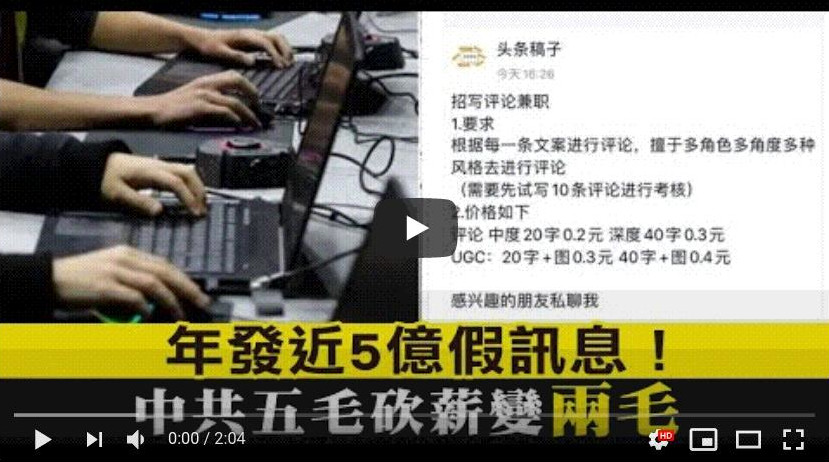 头条稿子
今天16:26
招写评论兼职
1.要求
根据每一条文案进行评论，擅于多角色多角度多种
风格去进行评论
（需要先试写10条评论进行考核）
2.价格如下
评论 中度20字0.2元 深度40字0.3元
UGC：20字+图0.3元 40字+图0.4元
感兴趣的朋友私聊我
年發近5億假訊息！
中共五毛砍薪變兩毛
0:00 / 2:04
HD